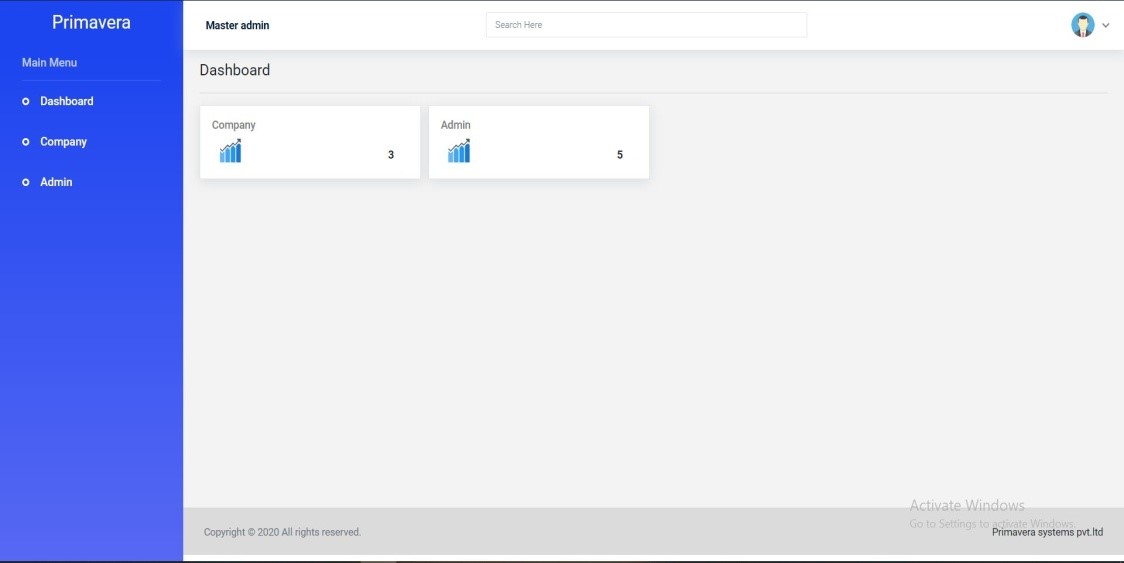 Primavera
Master admin
Search Here
Main Menu
Dashboard
Company
Admin
Dashboard
Company
3
Admin
5
Activate Windows
Go to Settings to activate Windows.
Copyright © 2020 All rights reserved.
Primavera systems pvt.ltd